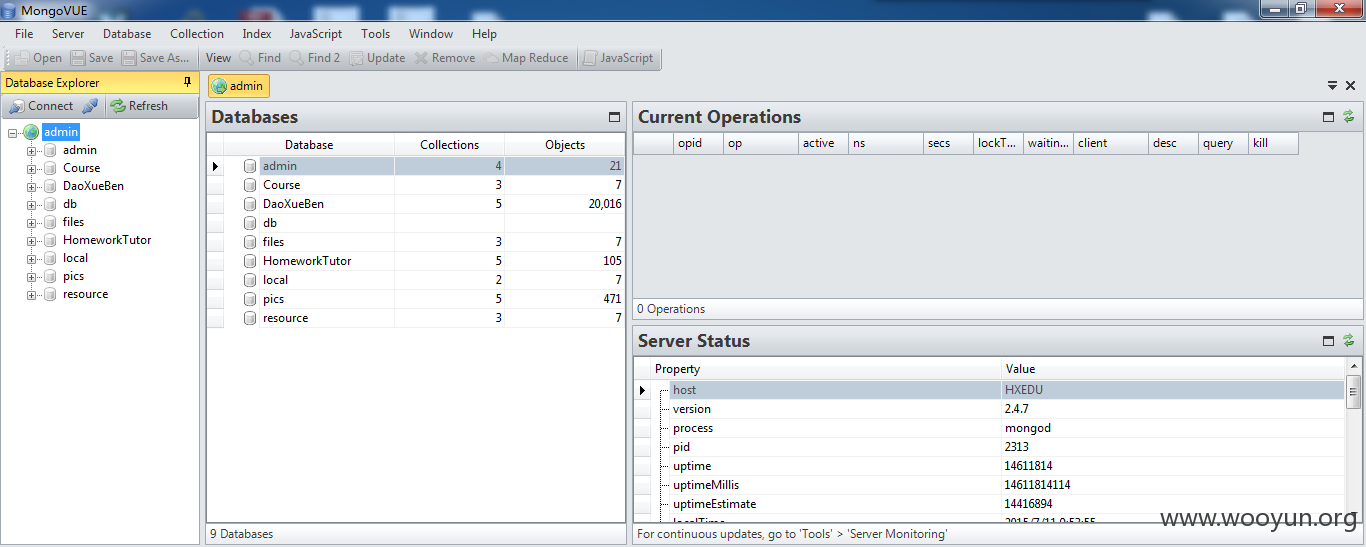 MongoVUE
File Server Database Collection Index JavaScript Tools Window Help
Open Save Save As... View Find Find 2 Update Remove Map Reduce JavaScript
Database Explorer
Connect Refresh
admin
admin
Course
DaoXueBen
db
files
HomeworkTutor
local
pics
resource
admin
Databases
Database Collections Objects
admin 4 21
Course 3 7
DaoXueBen 5 20,016
db
files 3 7
HomeworkTutor 5 105
local 2 7
pics 5 471
resource 3 7
9 Databases
Current Operations
opid op active ns secs lockT... waitin... client desc query kill
0 Operations
Server Status
Property Value
host HXEDU
version 2.4.7
process mongod
pid 2313
uptime 14611814
uptimeMillis 14611814114
uptimeEstimate 14416894
localTime
For continuous updates, go to 'Tools' > 'Server Monitoring'
www.wooyun.org